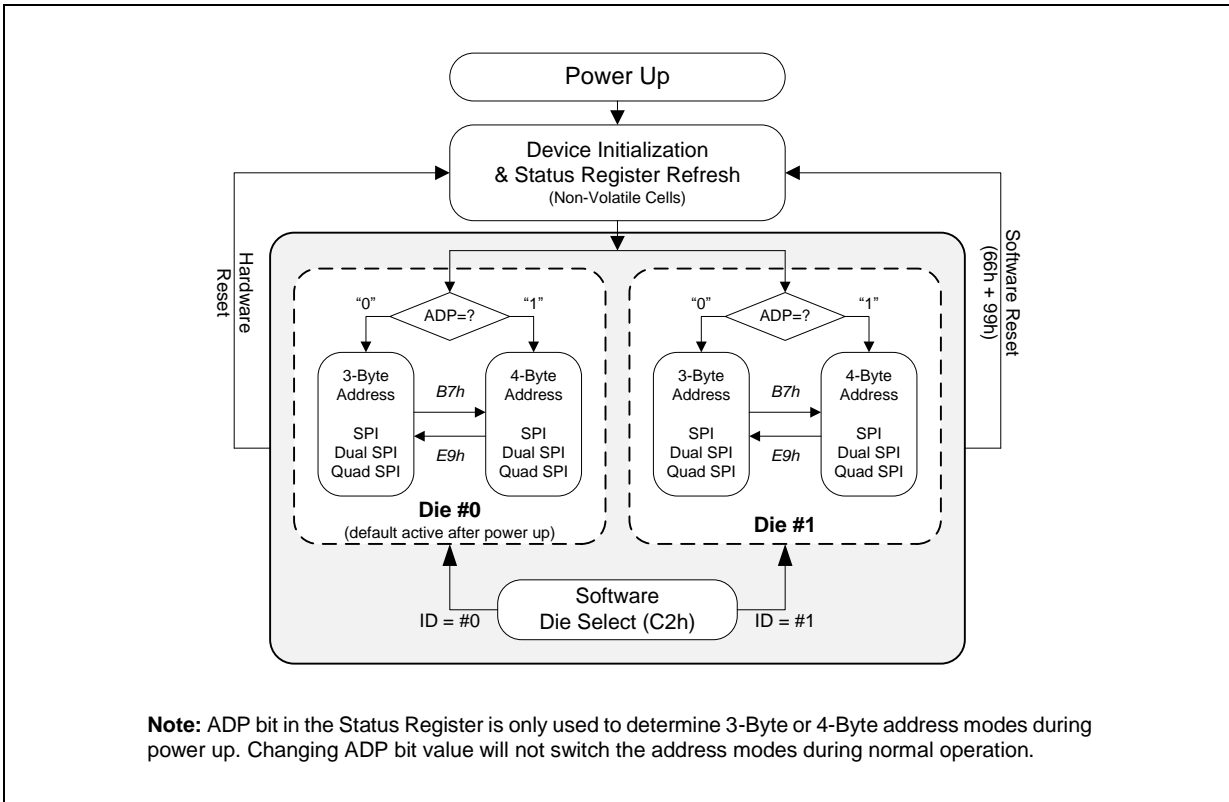 Power Up
Device Initialization
& Status Register Refresh
(Non-Volatile Cells)
Hardware
Reset
Software Reset
(66h + 99h)
“0”
ADP=?
“1”
3-Byte
Address
SPI
Dual SPI
Quad SPI
B7h
E9h
4-Byte
Address
SPI
Dual SPI
Quad SPI
Die #0
(default active after power up)
“0”
ADP=?
“1”
3-Byte
Address
SPI
Dual SPI
Quad SPI
B7h
E9h
4-Byte
Address
SPI
Dual SPI
Quad SPI
Die #1
ID = #0
Software
Die Select (C2h)
ID = #1
Note: ADP bit in the Status Register is only used to determine 3-Byte or 4-Byte address modes during
power up. Changing ADP bit value will not switch the address modes during normal operation.